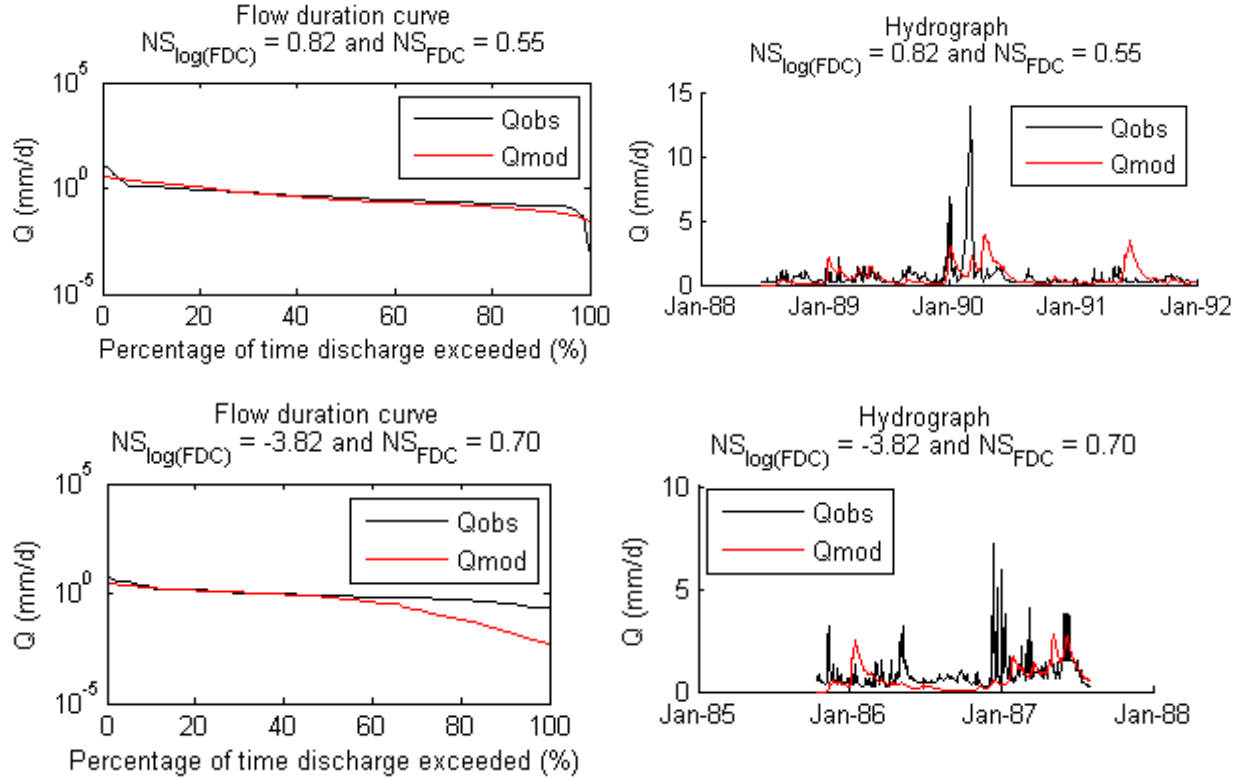 Flow duration curve
NS_log(FDC) = 0.82 and NS_FDC = 0.55
10^5
10^0
10^-5
Q (mm/d)
Qobs
Qmod
0 20 40 60 80 100
Percentage of time discharge exceeded (%)
Hydrograph
NS_log(FDC) = 0.82 and NS_FDC = 0.55
15
10
5
0
Q (mm/d)
Qobs
Qmod
Jan-88 Jan-89 Jan-90 Jan-91 Jan-92
Flow duration curve
NS_log(FDC) = -3.82 and NS_FDC = 0.70
10^5
10^0
10^-5
Q (mm/d)
Qobs
Qmod
0 20 40 60 80 100
Percentage of time discharge exceeded (%)
Hydrograph
NS_log(FDC) = -3.82 and NS_FDC = 0.70
10
5
0
Q (mm/d)
Qobs
Qmod
Jan-85 Jan-86 Jan-87 Jan-88